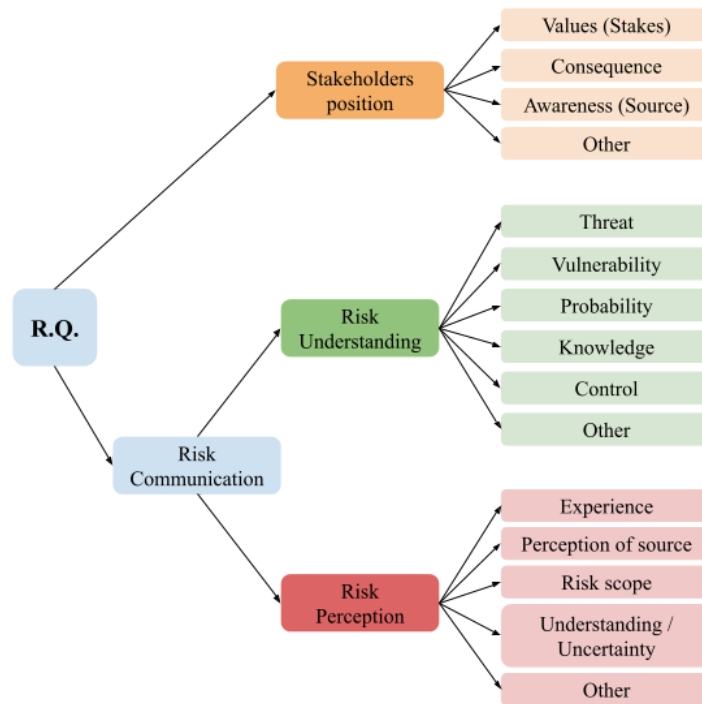 Values (Stakes)
Stakeholders
position
Consequence
Awareness (Source)
Other
Threat
Vulnerability
R.Q.
Risk
Understanding
Probability
Knowledge
Control
Other
Risk
Communication
Experience
Perception of source
Risk scope
Risk
Perception
Understanding /
Uncertainty
Other